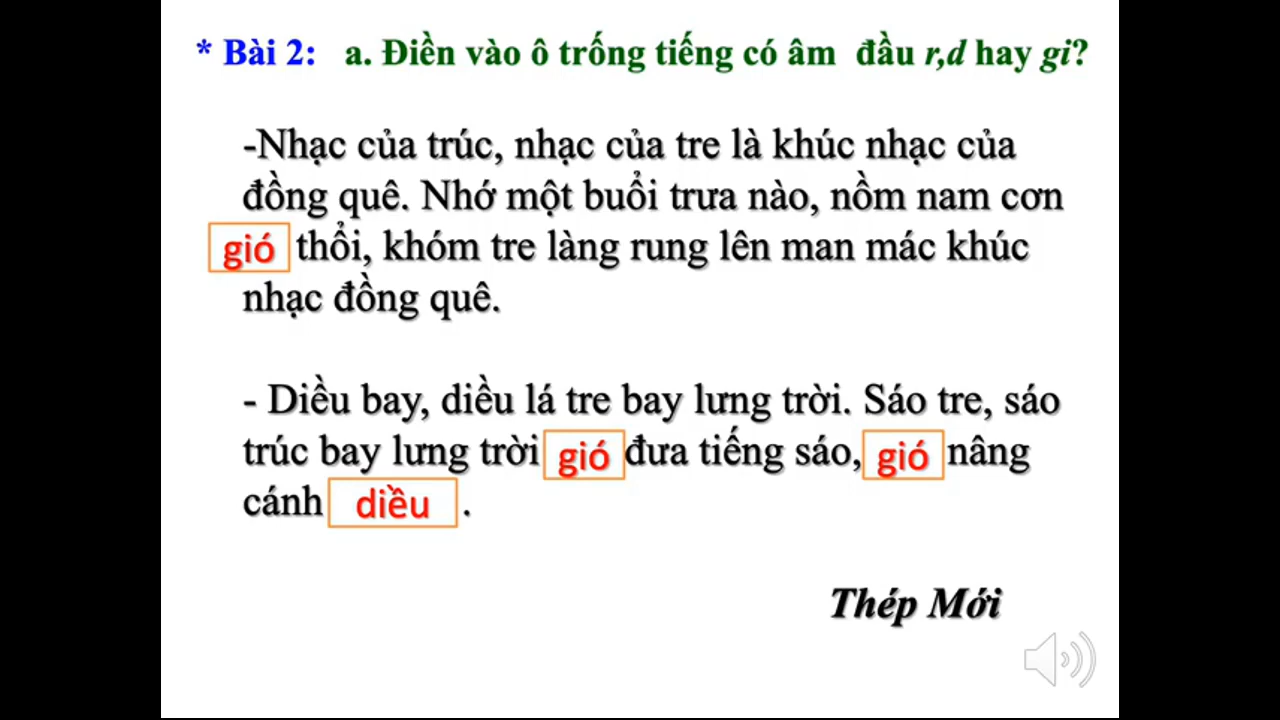 * Bài 2: a. Điền vào ô trống tiếng có âm đầu r,d hay gi?
-Nhạc của trúc, nhạc của tre là khúc nhạc của
đồng quê. Nhớ một buổi trưa nào, nồm nam cơn
gió thổi, khóm tre làng rung lên man mác khúc
nhạc đồng quê.
- Diều bay, diều lá tre bay lưng trời. Sáo tre, sáo
trúc bay lưng trời gió đưa tiếng sáo, gió nâng
cánh diều .
Thép Mới